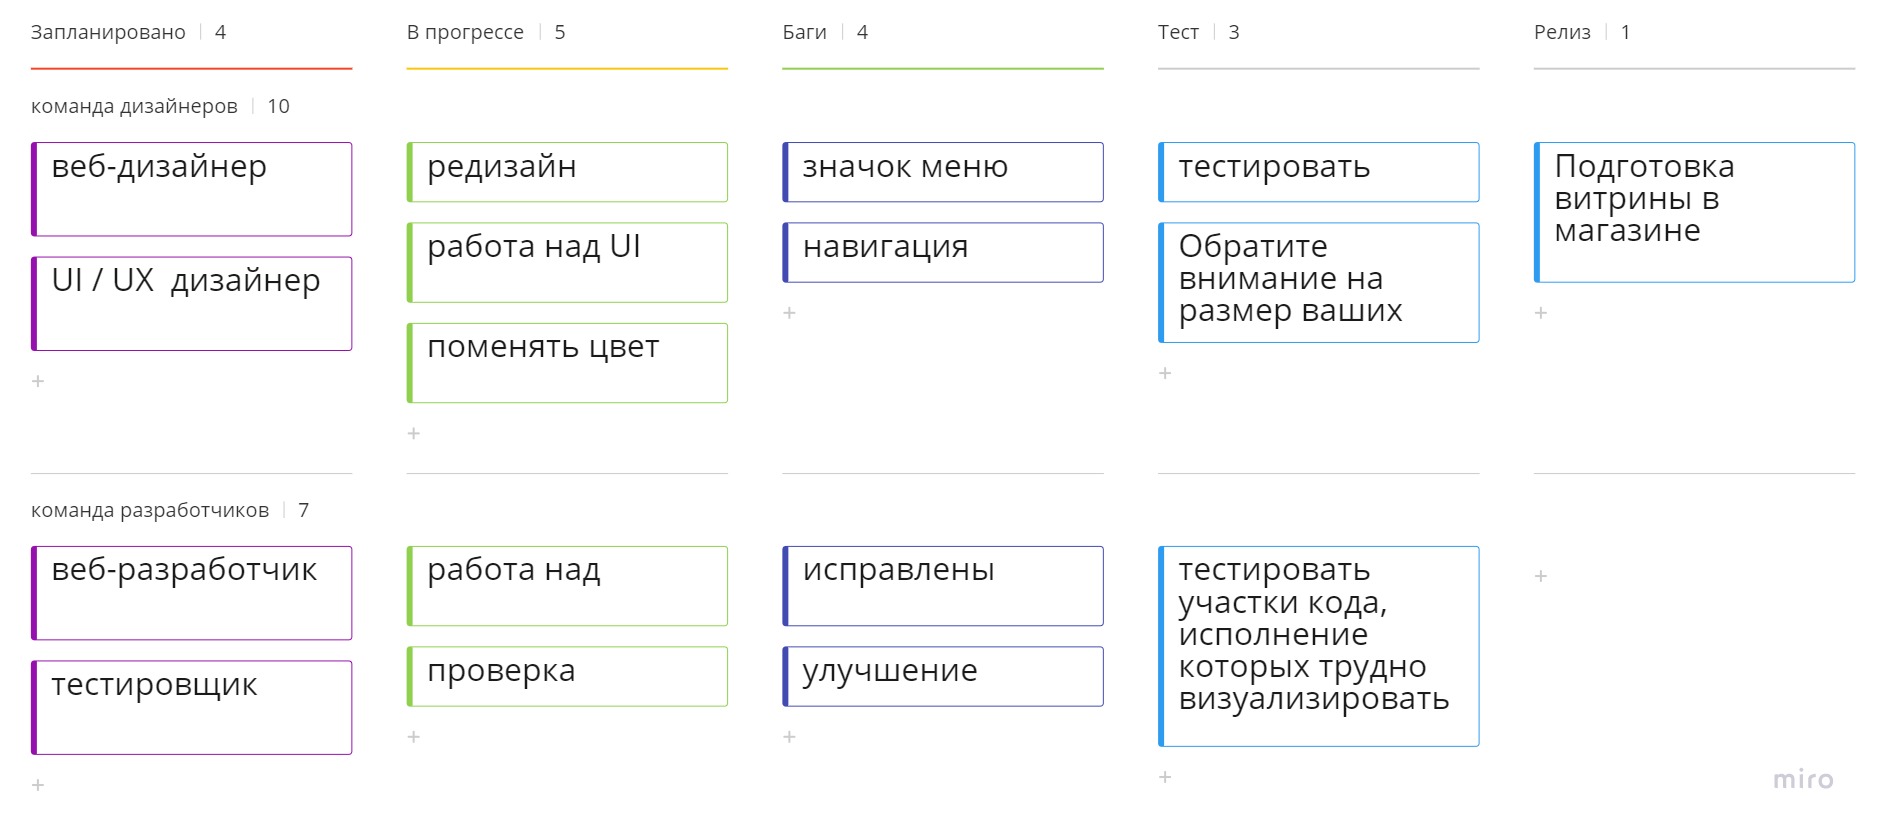 Запланировано 4
В прогрессе 5
Баги 4
Тест 3
Релиз 1
команда дизайнеров 10
веб-дизайнер
UI / UX дизайнер
редизайн
работа над UI
поменять цвет
значок меню
навигация
тестировать
Обратите
внимание на
размер ваших
Подготовка
витрины в
магазине
команда разработчиков 7
веб-разработчик
тестировщик
работа над
проверка
исправлены
улучшение
тестировать
участки кода,
исполнение
которых трудно
визуализировать
miro